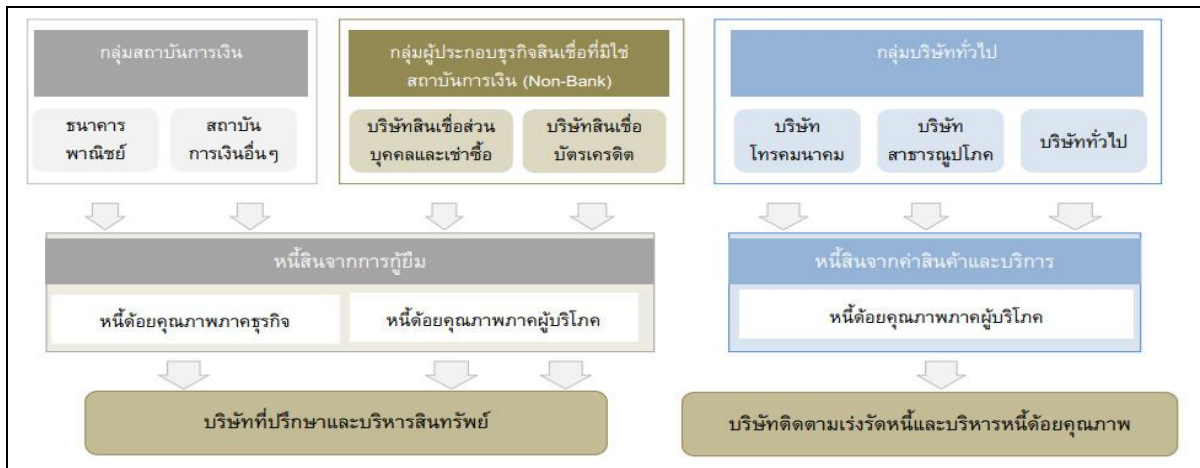 กลุ่มสถาบันการเงิน
ธนาคาร
พาณิชย์
สถาบัน
การเงินอื่นๆ
กลุ่มผู้ประกอบธุรกิจสินเชื่อที่มิใช่
สถาบันการเงิน (Non-Bank)
บริษัทสินเชื่อส่วน
บุคคลและเช่าซื้อ
บริษัทสินเชื่อ
บัตรเครดิต
กลุ่มบริษัททั่วไป
บริษัท
โทรคมนาคม
บริษัท
สาธารณูปโภค
บริษัททั่วไป
หนี้สินจากการกู้ยืม
หนี้ด้อยคุณภาพภาคธุรกิจ
หนี้ด้อยคุณภาพภาคผู้บริโภค
หนี้สินจากค่าสินค้าและบริการ
หนี้ด้อยคุณภาพภาคผู้บริโภค
บริษัทที่ปรึกษาและบริหารสินทรัพย์
บริษัทติดตามเร่งรัดหนี้และบริหารหนี้ด้อยคุณภาพ